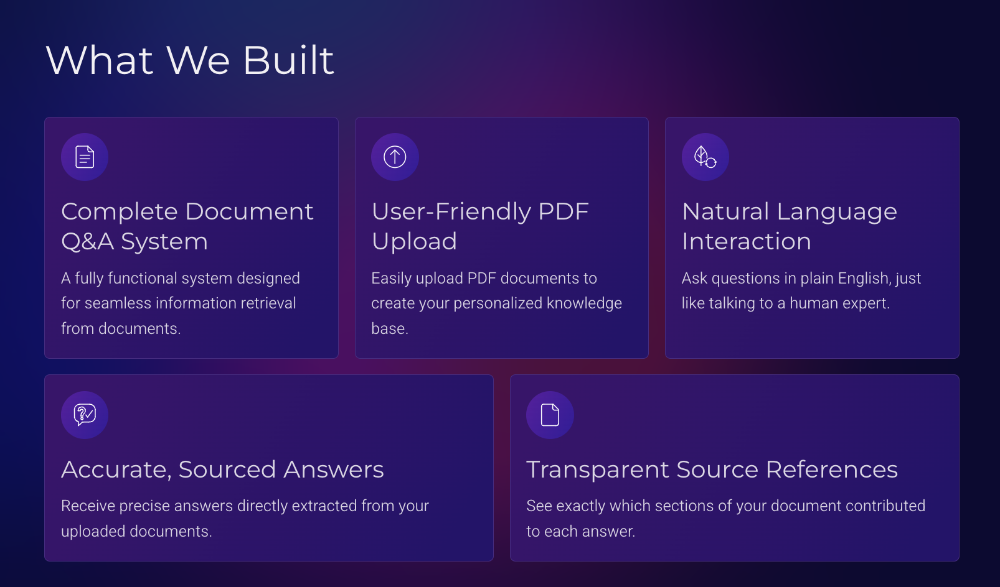 What We Built
Complete Document
Q&A System
A fully functional system designed
for seamless information retrieval
from documents.
User-Friendly PDF
Upload
Easily upload PDF documents to
create your personalized knowledge
base.
Natural Language
Interaction
Ask questions in plain English, just
like talking to a human expert.
Accurate, Sourced Answers
Receive precise answers directly extracted from your
uploaded documents.
Transparent Source References
See exactly which sections of your document contributed
to each answer.